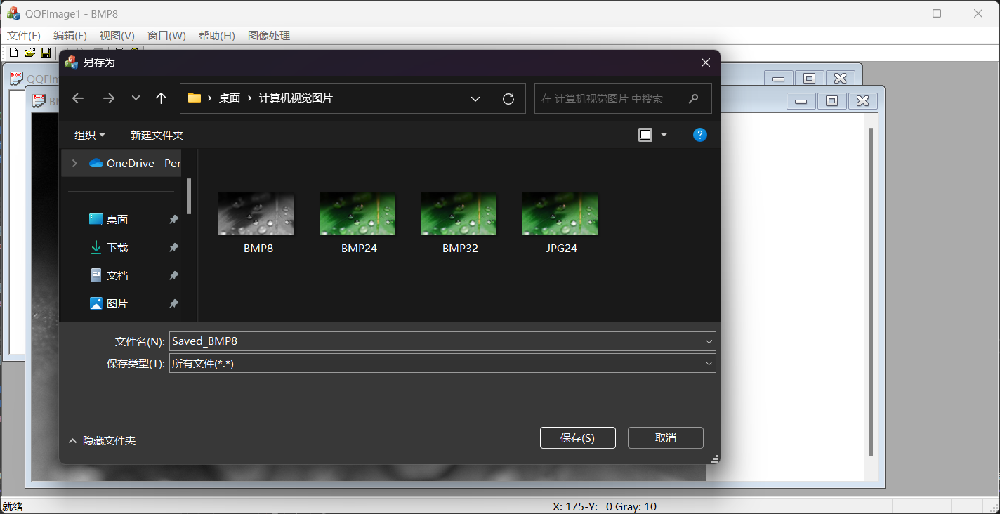 QQFImage1 - BMP8
文件(F) 编辑(E) 视图(V) 窗口(W) 帮助(H) 图像处理
另存为
桌面 计算机视觉图片
在 计算机视觉图片 中搜索
组织 新建文件夹
OneDrive - Per
桌面
下载
文档
图片
BMP8 BMP24 BMP32 JPG24
文件名(N): Saved_BMP8
保存类型(T): 所有文件(*.*)
隐藏文件夹
保存(S) 取消
就绪
X: 175-Y: 0 Gray: 10